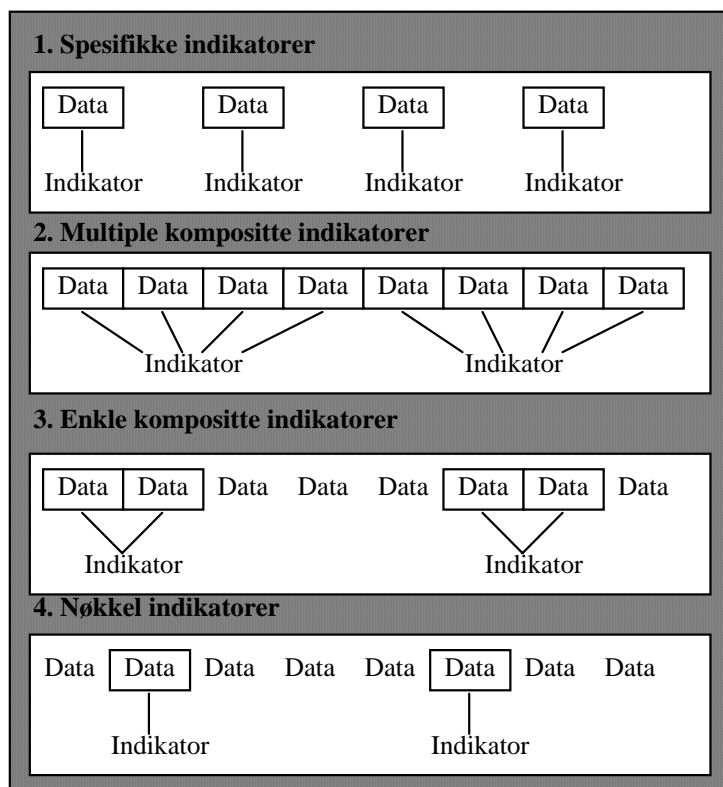 1. Spesifikke indikatorer
Data Data Data Data
Indikator Indikator Indikator Indikator
2. Multiple kompositte indikatorer
Data Data Data Data Data Data Data Data
Indikator Indikator
3. Enkle kompositte indikatorer
Data Data Data Data Data Data Data Data
Indikator Indikator
4. Nøkkel indikatorer
Data Data Data Data Data Data Data Data
Indikator Indikator